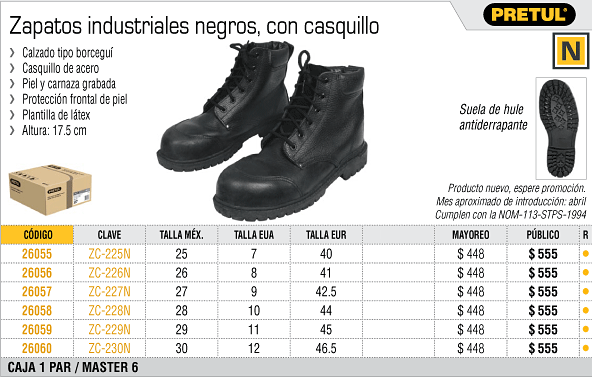 Zapatos industriales negros, con casquillo
PRETUL®
N
❯ Calzado tipo borceguí
❯ Casquillo de acero
❯ Piel y carnaza grabada
❯ Protección frontal de piel
❯ Plantilla de látex
❯ Altura: 17.5 cm
Suela de hule
antiderrapante
PRETUL
Producto nuevo, espere promoción.
Mes aproximado de introducción: abril
Cumplen con la NOM-113-STPS-1994
CÓDIGO CLAVE TALLA MÉX. TALLA EUA TALLA EUR MAYOREO PÚBLICO R
26055 ZC-225N 25 7 40 $ 448 $ 555
26056 ZC-226N 26 8 41 $ 448 $ 555
26057 ZC-227N 27 9 42.5 $ 448 $ 555
26058 ZC-228N 28 10 44 $ 448 $ 555
26059 ZC-229N 29 11 45 $ 448 $ 555
26060 ZC-230N 30 12 46.5 $ 448 $ 555
CAJA 1 PAR / MASTER 6